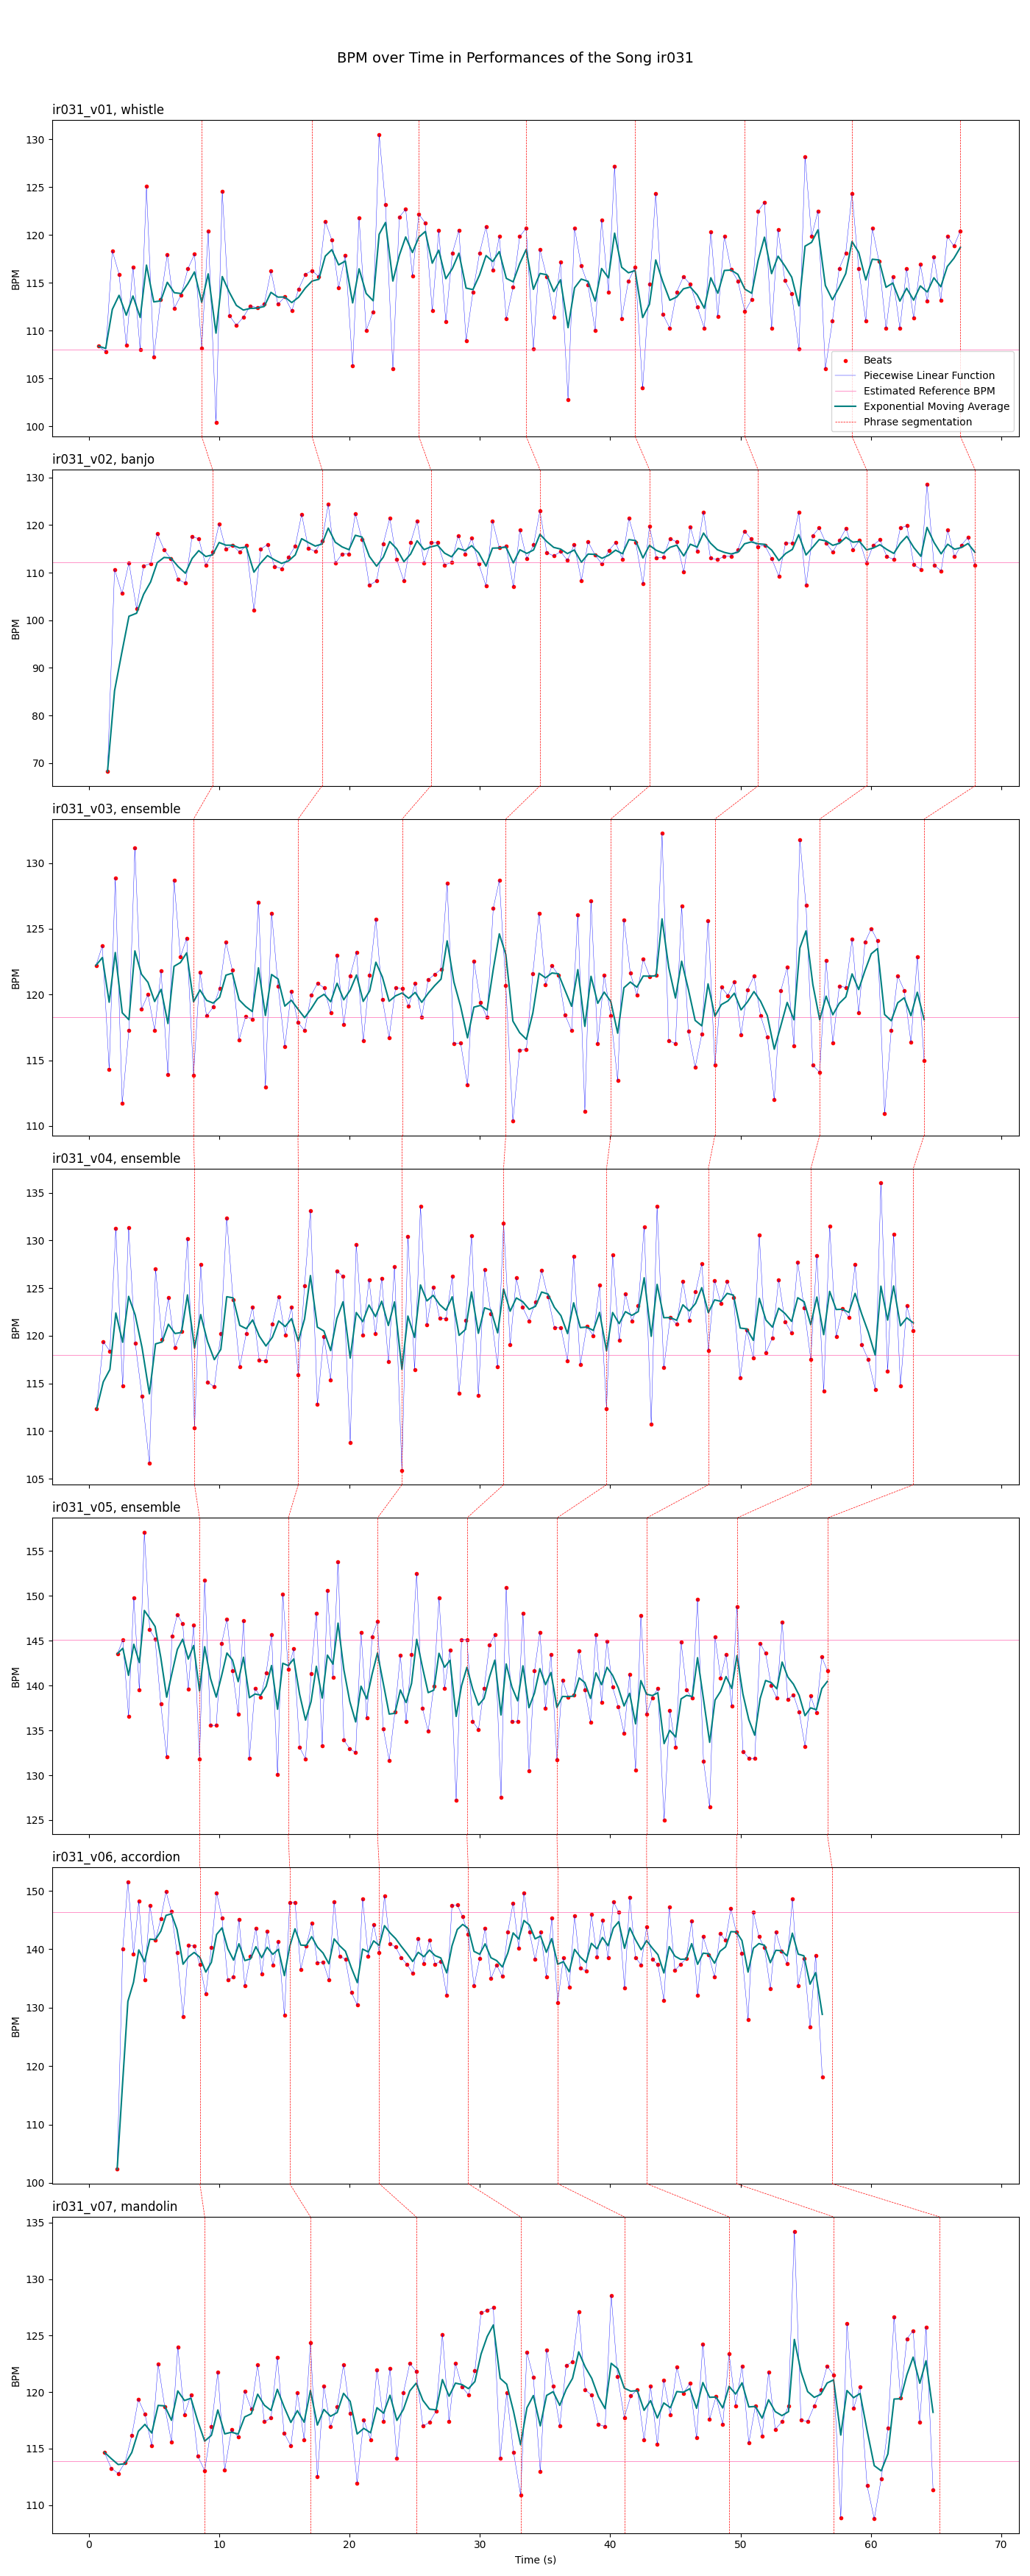 BPM over Time in Performances of the Song ir031
ir031_v01, whistle
130
125
120
115
110
105
100
BPM
Beats
Piecewise Linear Function
Estimated Reference BPM
Exponential Moving Average
Phrase segmentation
ir031_v02, banjo
130
120
110
100
90
80
70
BPM
ir031_v03, ensemble
130
125
120
115
110
BPM
ir031_v04, ensemble
135
130
125
120
115
110
105
BPM
ir031_v05, ensemble
155
150
145
140
135
130
125
BPM
ir031_v06, accordion
150
140
130
120
110
100
BPM
ir031_v07, mandolin
135
130
125
120
115
110
BPM
0 10 20 30 40 50 60 70
Time (s)